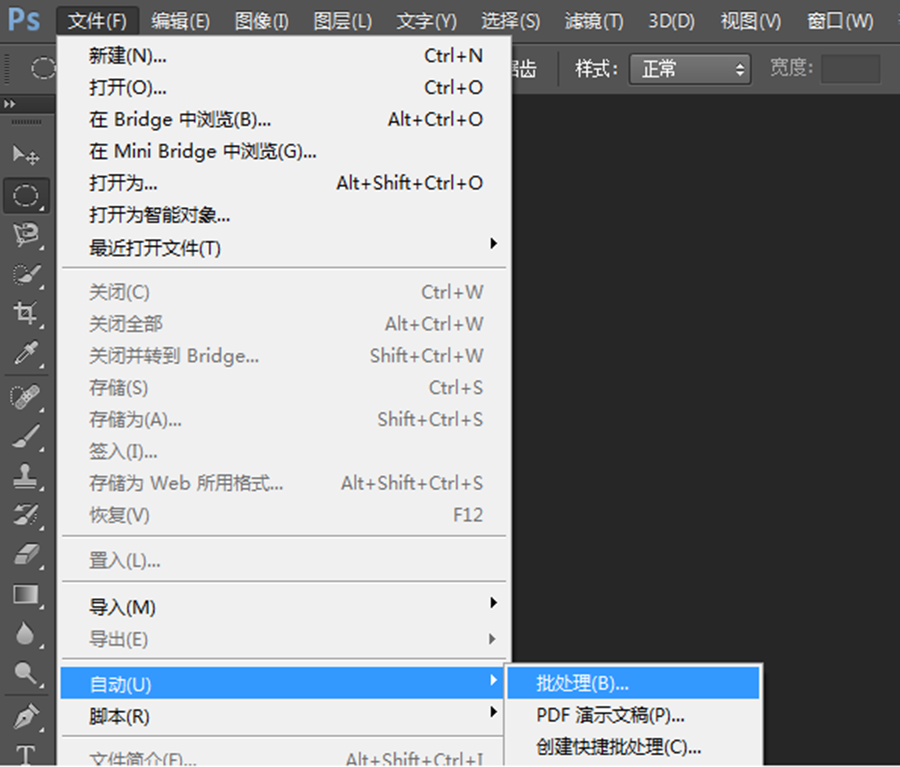 Ps 文件(F) 编辑(E) 图像(I) 图层(L) 文字(Y) 选择(S) 滤镜(T) 3D(D) 视图(V) 窗口(W)
锯齿 样式: 正常 宽度:
新建(N)... Ctrl+N
打开(O)... Ctrl+O
在 Bridge 中浏览(B)... Alt+Ctrl+O
在 Mini Bridge 中浏览(G)...
打开为... Alt+Shift+Ctrl+O
打开为智能对象...
最近打开文件(T)
关闭(C) Ctrl+W
关闭全部 Alt+Ctrl+W
关闭并转到 Bridge... Shift+Ctrl+W
存储(S) Ctrl+S
存储为(A)... Shift+Ctrl+S
签入(I)...
存储为 Web 所用格式... Alt+Shift+Ctrl+S
恢复(V) F12
置入(L)...
导入(M)
导出(E)
自动(U) 批处理(B)...
脚本(R) PDF 演示文稿(P)...
创建快捷批处理(C)...
文件简介(F)... Alt+Shift+Ctrl+I